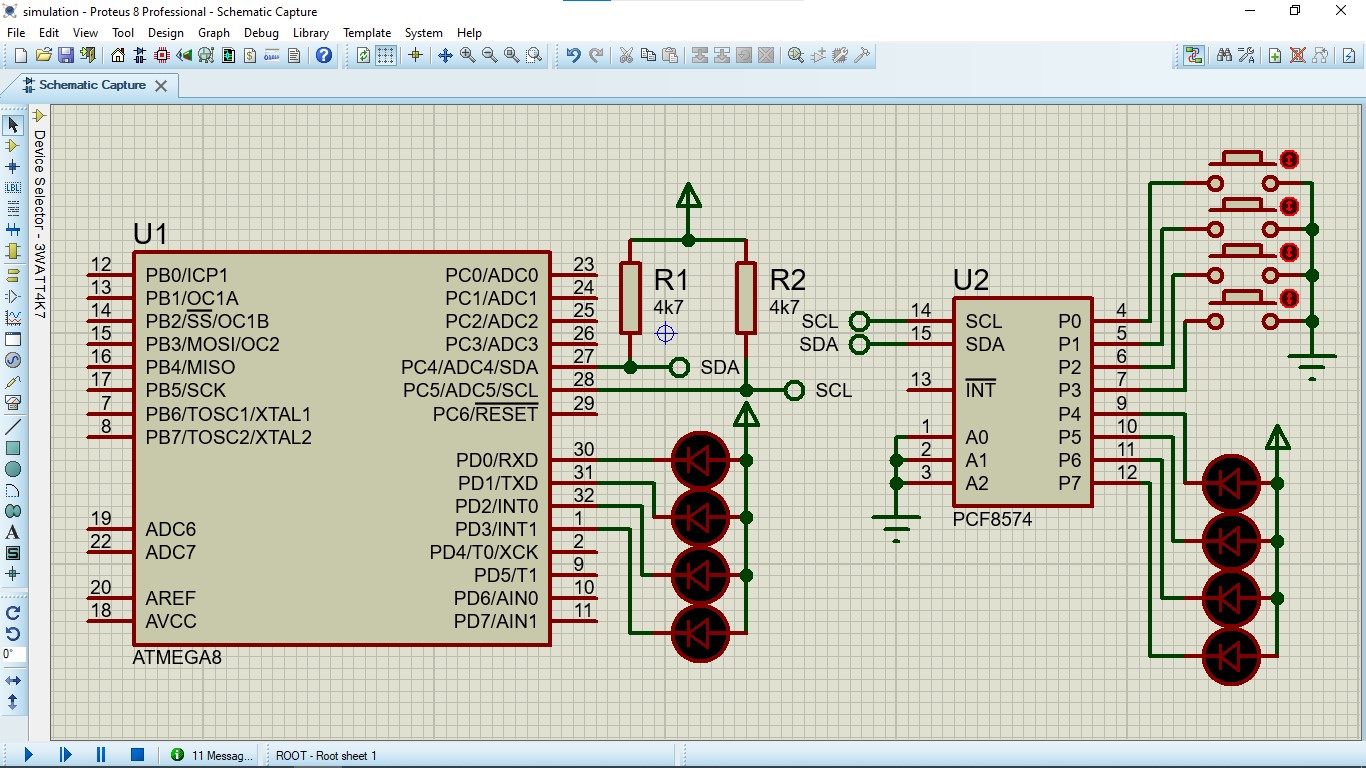 simulation - Proteus 8 Professional - Schematic Capture
File Edit View Tool Design Graph Debug Library Template System Help
Schematic Capture
Device Selector - 3WATT4K7
LBL
A
S
0°
U1
12 PB0/ICP1 PC0/ADC0 23
13 PB1/OC1A PC1/ADC1 24
14 PB2/SS/OC1B PC2/ADC2 25
15 PB3/MOSI/OC2 PC3/ADC3 26
16 PB4/MISO PC4/ADC4/SDA 27
17 PB5/SCK PC5/ADC5/SCL 28
7 PB6/TOSC1/XTAL1 PC6/RESET 29
8 PB7/TOSC2/XTAL2
PD0/RXD 30
PD1/TXD 31
PD2/INT0 32
19 ADC6 PD3/INT1 1
22 ADC7 PD4/T0/XCK 2
PD5/T1 9
20 AREF PD6/AIN0 10
18 AVCC PD7/AIN1 11
ATMEGA8
R1
4k7
R2
4k7
SDA
SCL
U2
SCL 14 SCL P0 4
SDA 15 SDA P1 5
P2 6
13 INT P3 7
P4 9
1 A0 P5 10
2 A1 P6 11
3 A2 P7 12
PCF8574
11 Messag... ROOT - Root sheet 1